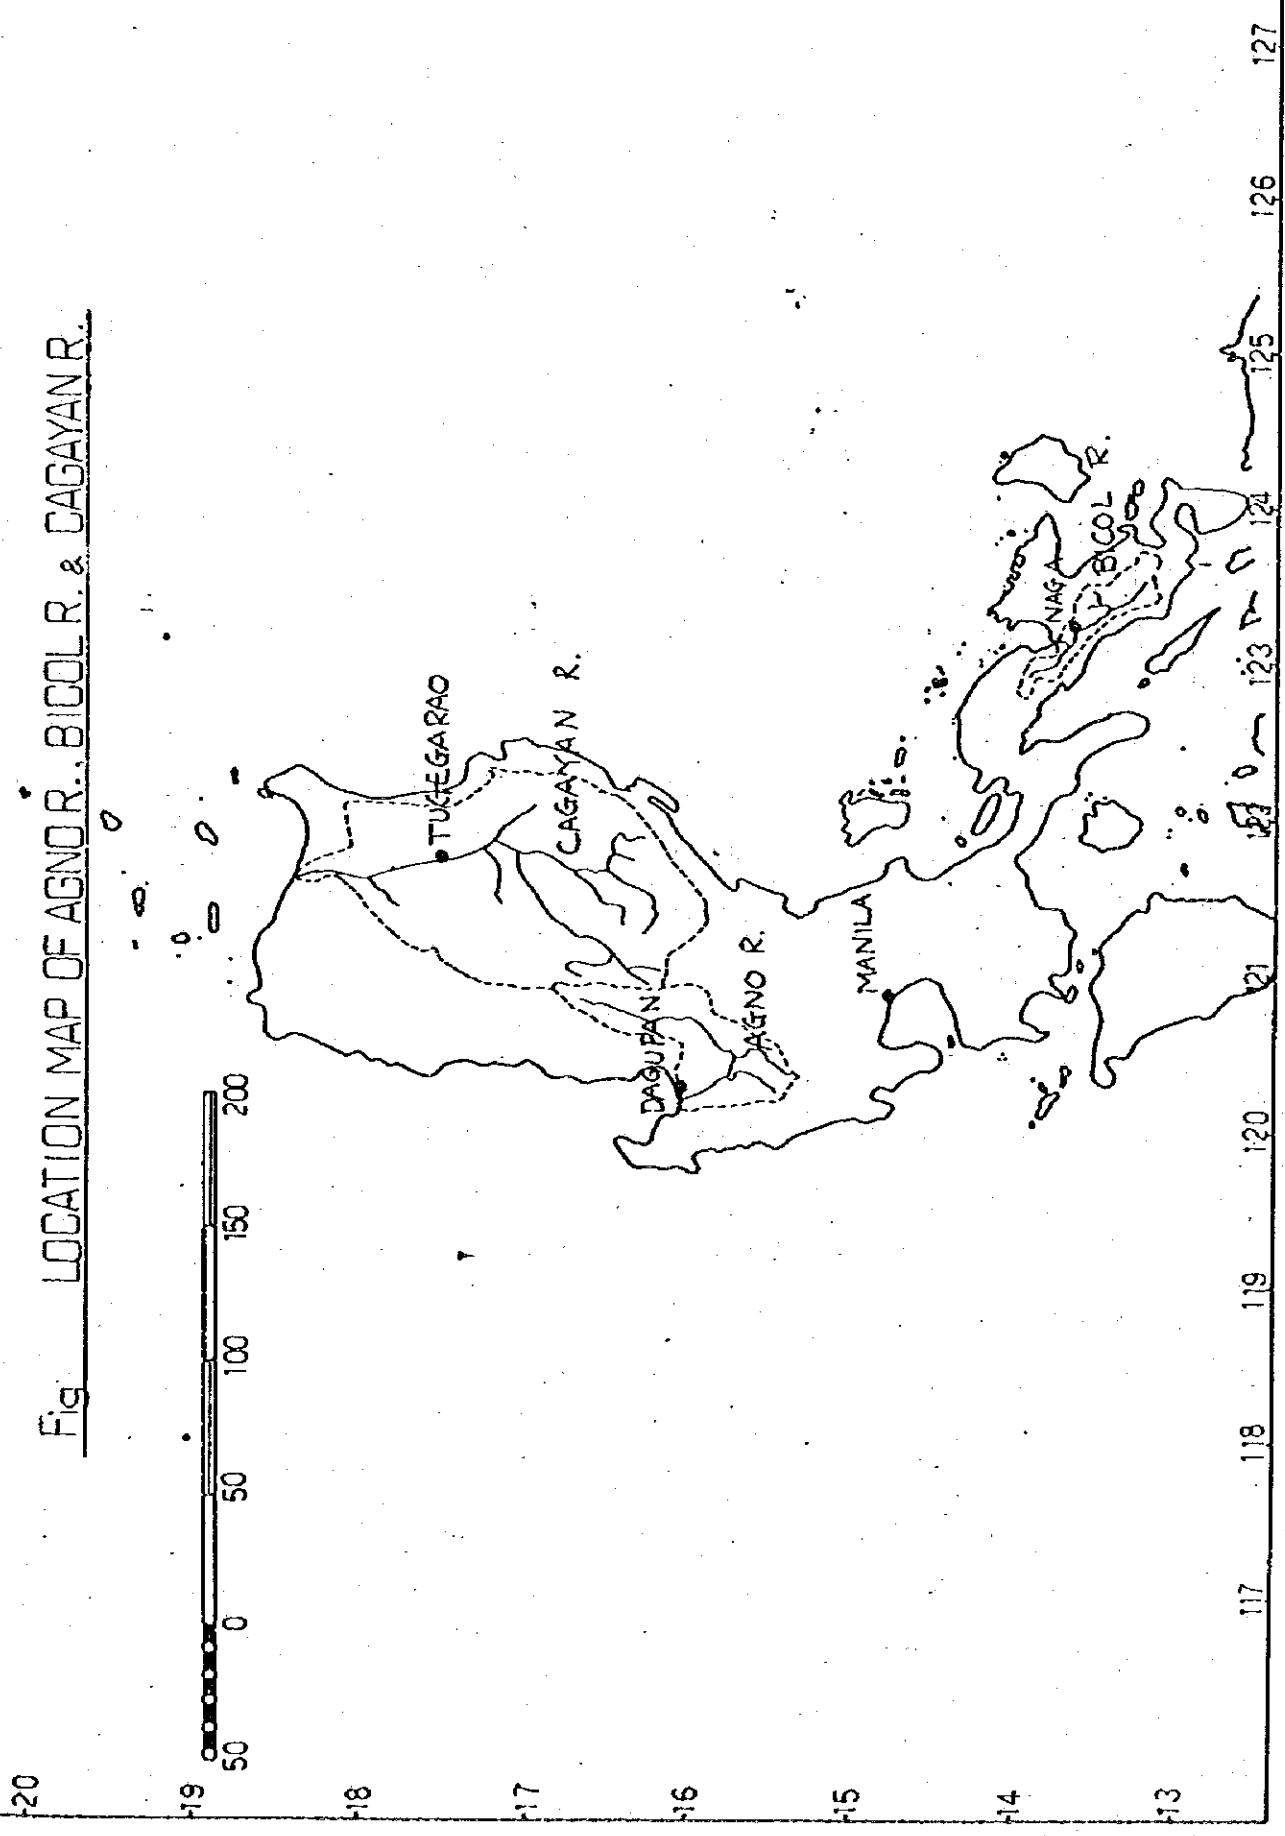 Fig LOCATION MAP OF AGNO R., BICOL R. & CAGAYAN R.
50 0 50 100 150 200
20
19
18
17
16
15
14
13
TUGEGARAO
CAGAYAN R.
DAGUPAN
AGNO R.
MANILA
NAGA
BICOL R.
117 118 119 120 121 123 123 124 125 126 127